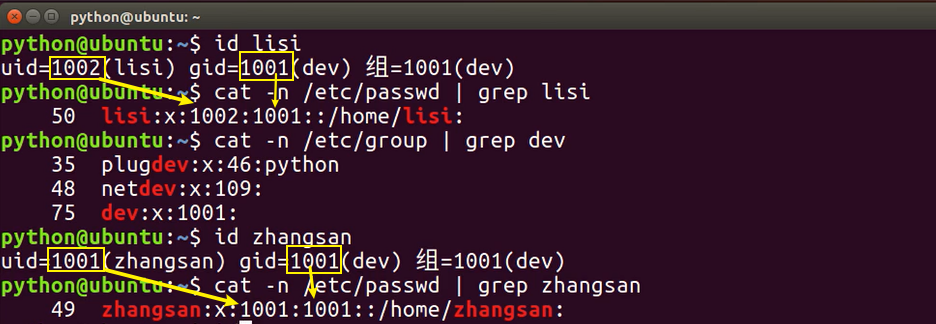 python@ubuntu: ~
python@ubuntu:~$ id lisi
uid=1002(lisi) gid=1001(dev) 组=1001(dev)
python@ubuntu:~$ cat -n /etc/passwd | grep lisi
50 lisi:x:1002:1001::/home/lisi:
python@ubuntu:~$ cat -n /etc/group | grep dev
35 plugdev:x:46:python
48 netdev:x:109:
75 dev:x:1001:
python@ubuntu:~$ id zhangsan
uid=1001(zhangsan) gid=1001(dev) 组=1001(dev)
python@ubuntu:~$ cat -n /etc/passwd | grep zhangsan
49 zhangsan:x:1001:1001::/home/zhangsan: